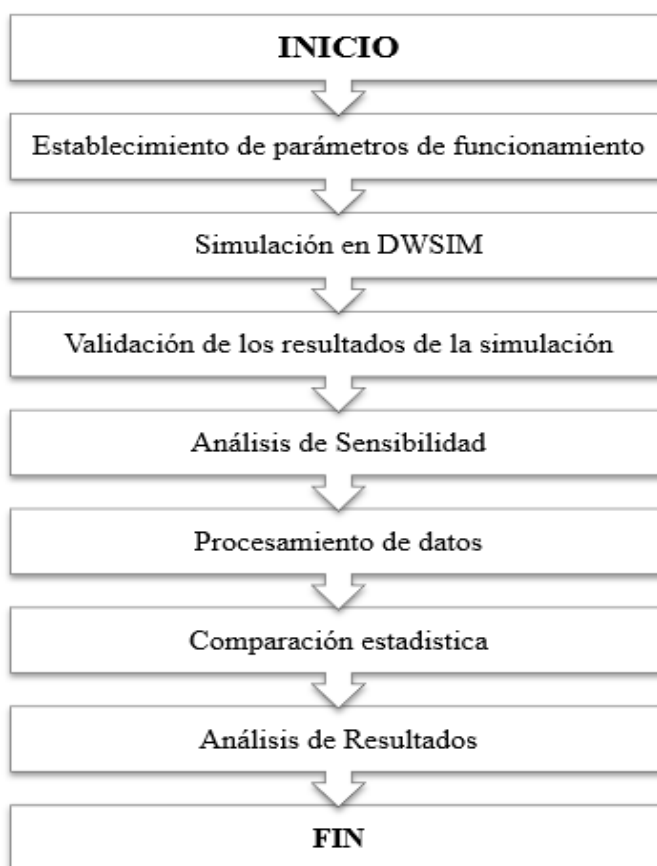 INICIO
Establecimiento de parámetros de funcionamiento
Simulación en DWSIM
Validación de los resultados de la simulación
Análisis de Sensibilidad
Procesamiento de datos
Comparación estadistica
Análisis de Resultados
FIN